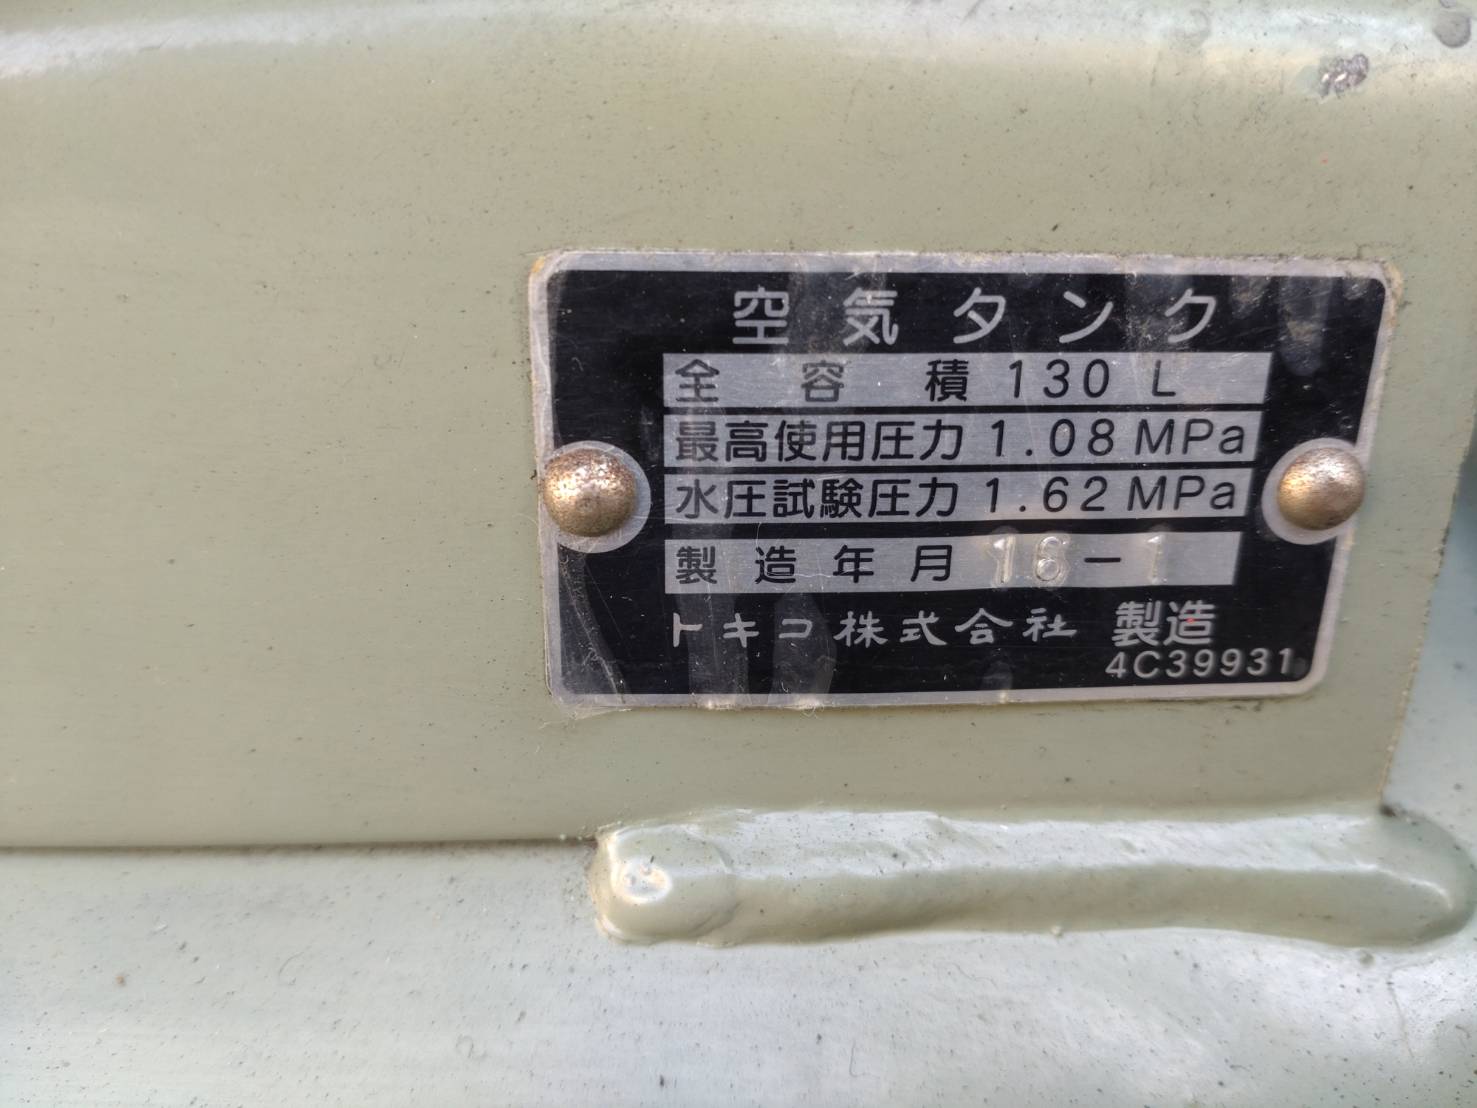 空気タンク
全容積 130 L
最高使用圧力 1.08 MPa
水圧試験圧力 1.62 MPa
製造年月 16-1
トキコ株式会社 製造
4C39931